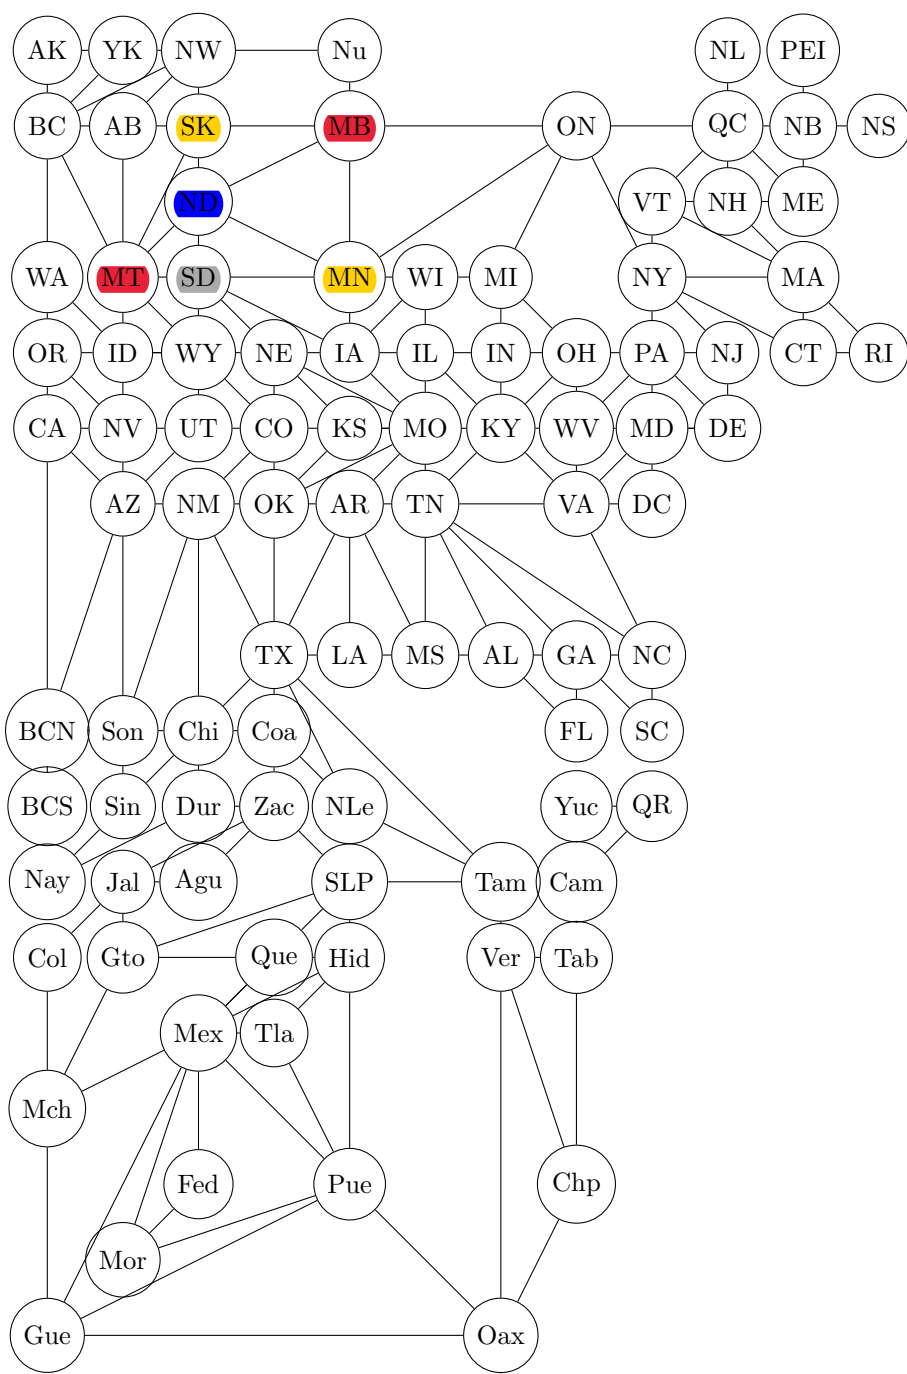 AK YK NW Nu NL PEI
BC AB SK MB ON QC NB NS
ND VT NH ME
WA MT SD MN WI MI NY MA
OR ID WY NE IA IL IN OH PA NJ CT RI
CA NV UT CO KS MO KY WV MD DE
AZ NM OK AR TN VA DC
TX LA MS AL GA NC
BCN Son Chi Coa FL SC
BCS Sin Dur Zac NLe Yuc QR
Nay Jal Agu SLP Tam Cam
Col Gto Que Hid Ver Tab
Mex Tla
Mch
Fed Pue Chp
Mor
Gue Oax